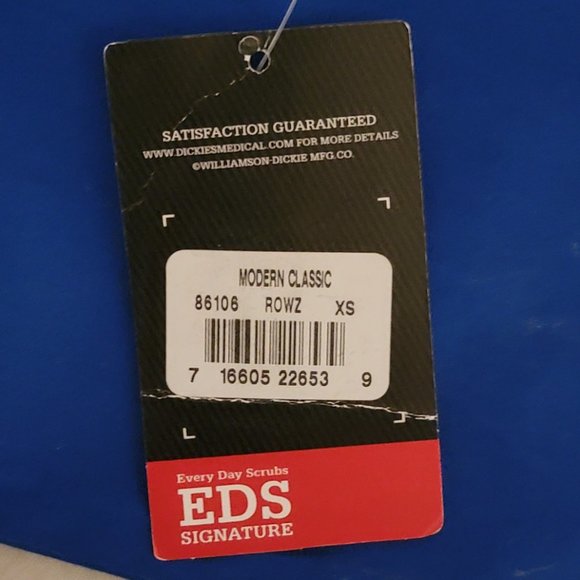 SATISFACTION GUARANTEED
WWW.DICKIESMEDICAL.COM FOR MORE DETAILS
©WILLIAMSON-DICKIE MFG.CO.
MODERN CLASSIC
86106 ROWZ XS
7 16605 22653 9
Every Day Scrubs
EDS
SIGNATURE